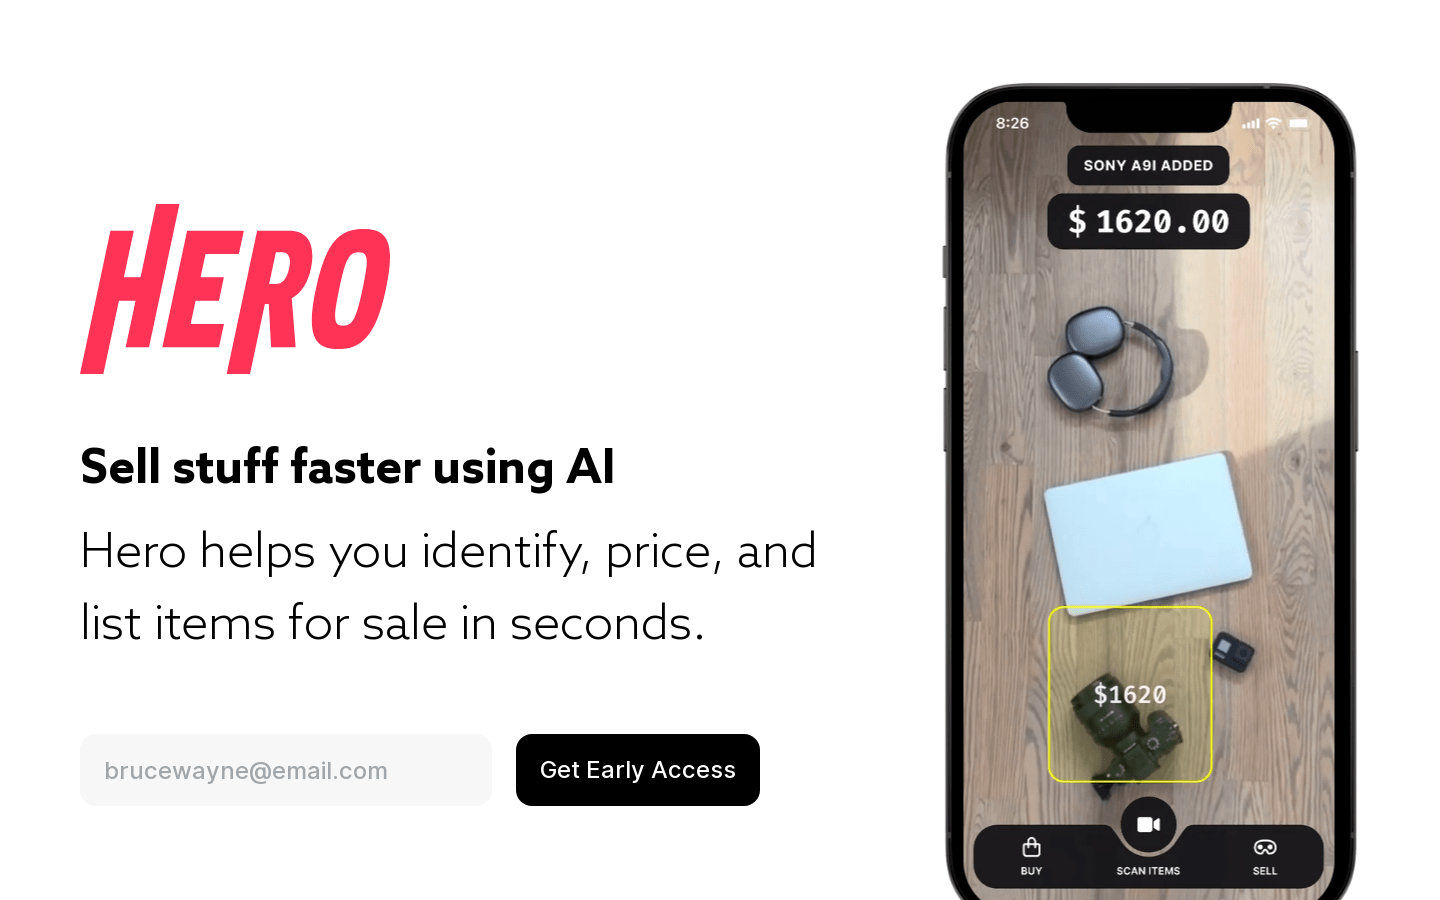 HERO
Sell stuff faster using AI
Hero helps you identify, price, and
list items for sale in seconds.
brucewayne@email.com
Get Early Access
8:26
SONY A9I ADDED
$ 1620.00
$1620
BUY
SCAN ITEMS
SELL